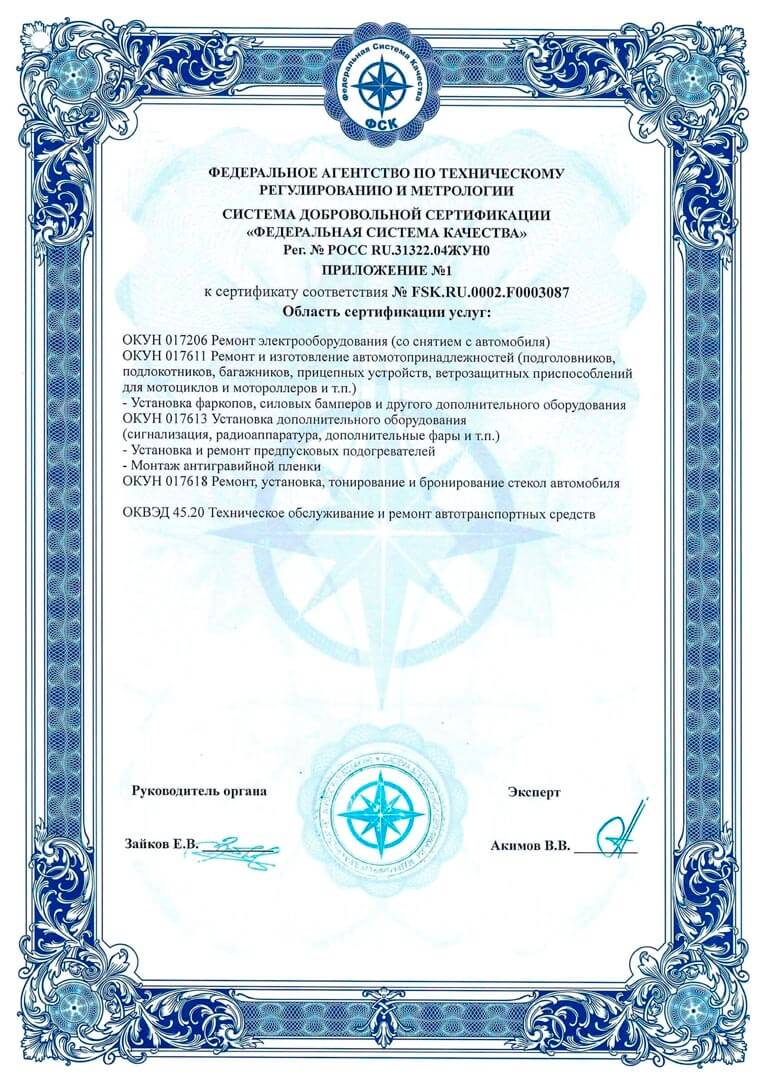 Федеральная Система Качества
ФСК
ФЕДЕРАЛЬНОЕ АГЕНТСТВО ПО ТЕХНИЧЕСКОМУ
РЕГУЛИРОВАНИЮ И МЕТРОЛОГИИ
СИСТЕМА ДОБРОВОЛЬНОЙ СЕРТИФИКАЦИИ
«ФЕДЕРАЛЬНАЯ СИСТЕМА КАЧЕСТВА»
Рег. № РОСС RU.31322.04ЖУН0
ПРИЛОЖЕНИЕ №1
к сертификату соответствия № FSK.RU.0002.F0003087
Область сертификации услуг:
ОКУН 017206 Ремонт электрооборудования (со снятием с автомобиля)
ОКУН 017611 Ремонт и изготовление автомотопринадлежностей (подголовников,
подлокотников, багажников, прицепных устройств, ветрозащитных приспособлений
для мотоциклов и мотороллеров и т.п.)
- Установка фаркопов, силовых бамперов и другого дополнительного оборудования
ОКУН 017613 Установка дополнительного оборудования
(сигнализация, радиоаппаратура, дополнительные фары и т.п.)
- Установка и ремонт предпусковых подогревателей
- Монтаж антигравийной пленки
ОКУН 017618 Ремонт, установка, тонирование и бронирование стекол автомобиля
ОКВЭД 45.20 Техническое обслуживание и ремонт автотранспортных средств
Руководитель органа
Эксперт
Зайков Е.В.
Акимов В.В.